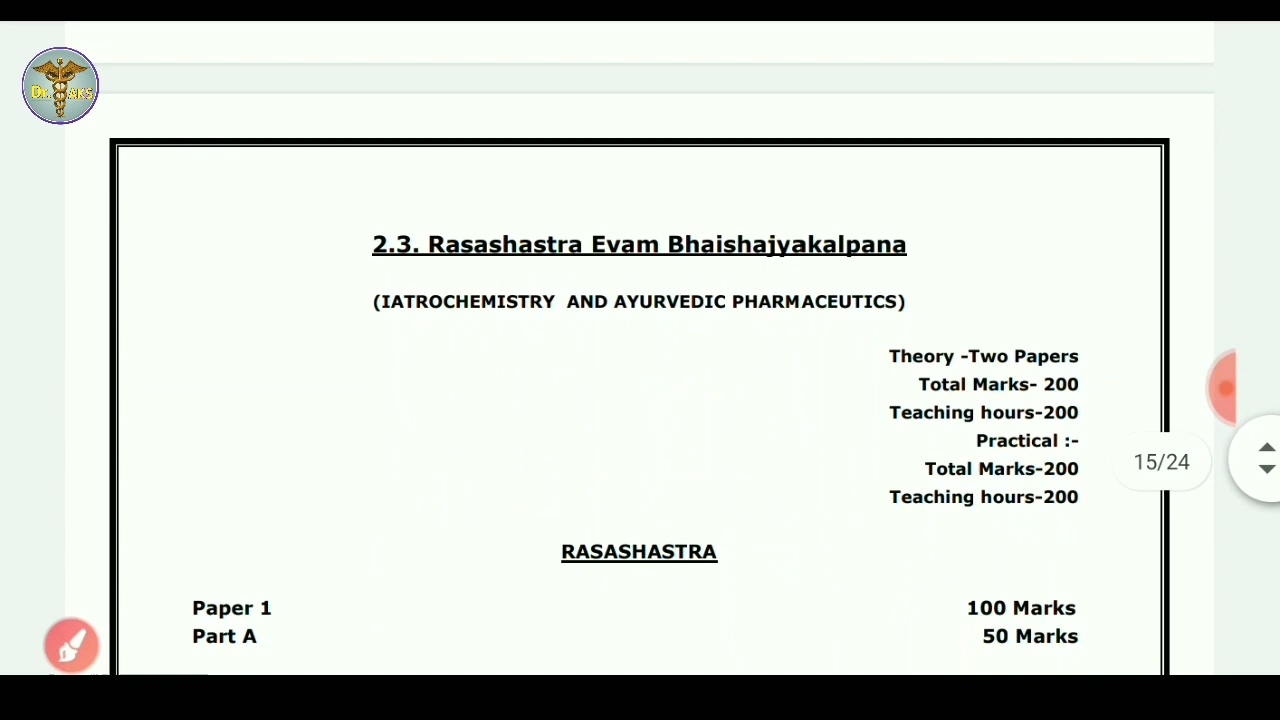 Dr. AKS
2.3. Rasashastra Evam Bhaishajyakalpana
(IATROCHEMISTRY AND AYURVEDIC PHARMACEUTICS)
Theory -Two Papers
Total Marks- 200
Teaching hours-200
Practical :-
Total Marks-200
Teaching hours-200
15/24
RASASHASTRA
Paper 1 100 Marks
Part A 50 Marks